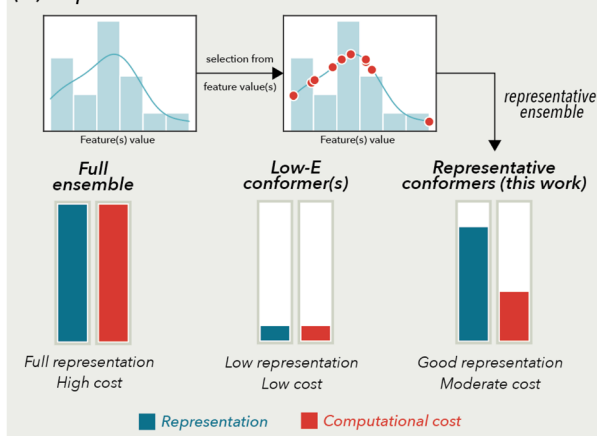 selection from
feature value(s)
Feature(s) value
Feature(s) value
representative
ensemble
Full
ensemble
Low-E
conformer(s)
Representative
conformers (this work)
Full representation
High cost
Low representation
Low cost
Good representation
Moderate cost
Representation
Computational cost